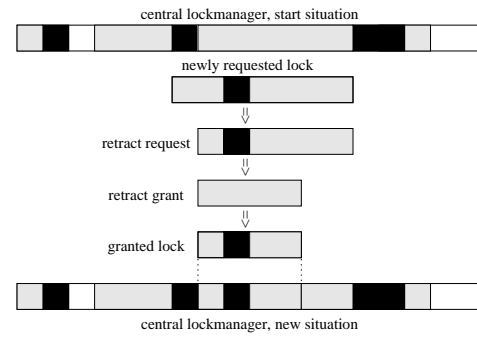 central lockmanager, start situation
newly requested lock
retract request
retract grant
granted lock
central lockmanager, new situation